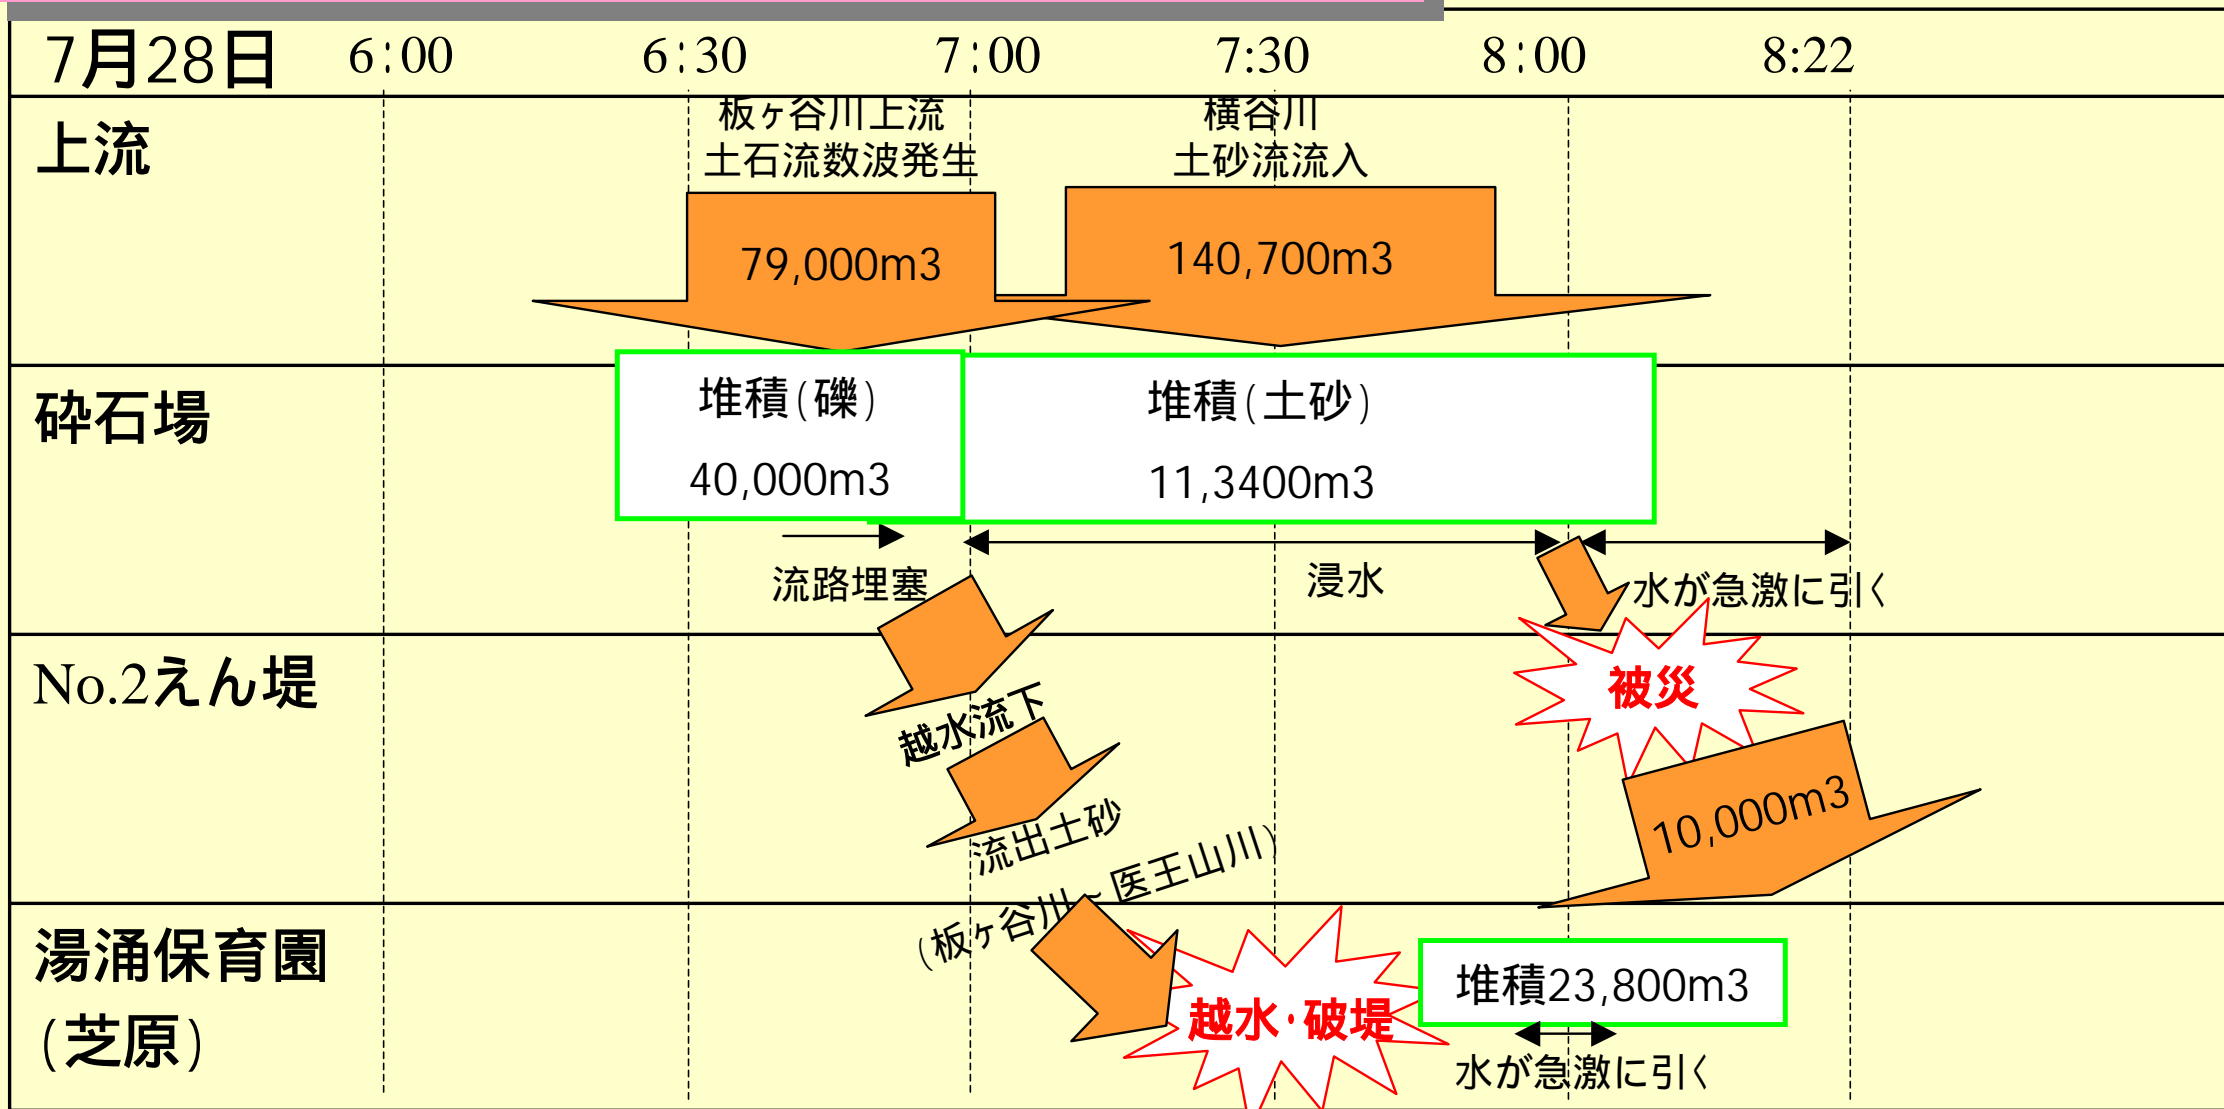 7月28日 6:00 6:30 7:00 7:30 8:00 8:22
上流
板ヶ谷川上流
土石流数波発生
横谷川
土砂流流入
79,000m3
140,700m3
砕石場
堆積(礫)
40,000m3
堆積(土砂)
11,3400m3
流路埋塞
浸水
水が急激に引く
No.2えん堤
越水流下
流出土砂
(板ヶ谷川~医王山川)
被災
10,000m3
湯涌保育園
(芝原)
越水・破堤
堆積23,800m3
水が急激に引く